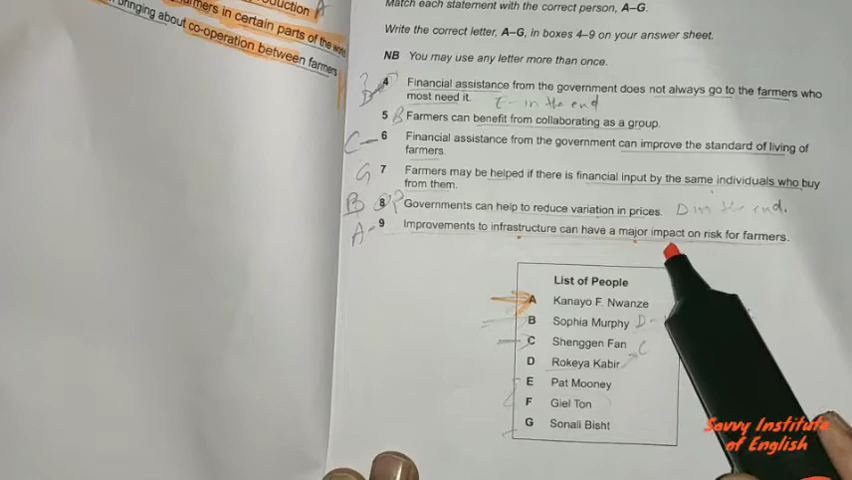 oduction A
farmers in certain parts of the wor
bringing about co-operation between farmers
Match each statement with the correct person, A–G.
Write the correct letter, A–G, in boxes 4–9 on your answer sheet.
NB You may use any letter more than once.
4 Financial assistance from the government does not always go to the farmers who
most need it. E - in the end
B 5 Farmers can benefit from collaborating as a group.
C – 6 Financial assistance from the government can improve the standard of living of
farmers.
G 7 Farmers may be helped if there is financial input by the same individuals who buy
from them.
B 8 ? Governments can help to reduce variation in prices. D in the end.
A – 9 Improvements to infrastructure can have a major impact on risk for farmers.
List of People
A Kanayo F. Nwanze
B Sophia Murphy D -
C Shenggen Fan C
D Rokeya Kabir
E Pat Mooney
F Giel Ton
G Sonali Bisht
Savvy Institute
of English